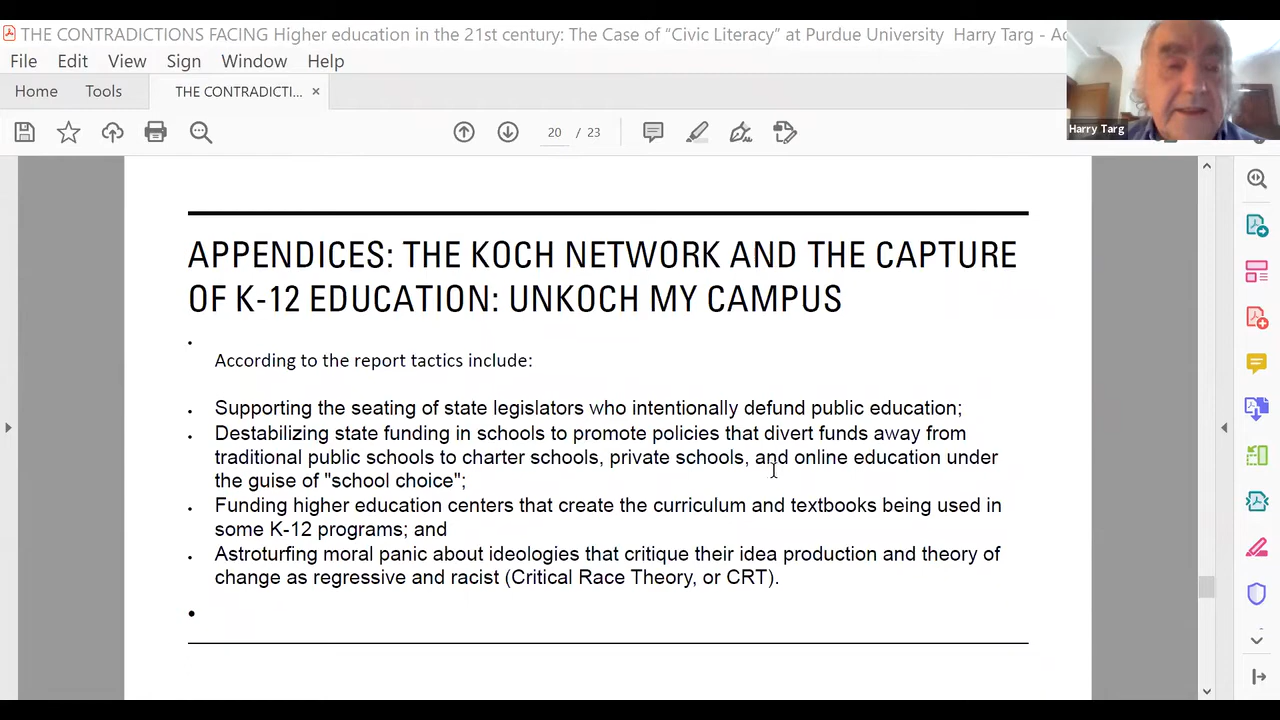 THE CONTRADICTIONS FACING Higher education in the 21st century: The Case of "Civic Literacy" at Purdue University Harry Targ - Ad
File Edit View Sign Window Help
Home Tools THE CONTRADICTI... ×
20 / 23
Harry Targ
APPENDICES: THE KOCH NETWORK AND THE CAPTURE
OF K-12 EDUCATION: UNKOCH MY CAMPUS
•
According to the report tactics include:
• Supporting the seating of state legislators who intentionally defund public education;
• Destabilizing state funding in schools to promote policies that divert funds away from
traditional public schools to charter schools, private schools, and online education under
the guise of "school choice";
• Funding higher education centers that create the curriculum and textbooks being used in
some K-12 programs; and
• Astroturfing moral panic about ideologies that critique their idea production and theory of
change as regressive and racist (Critical Race Theory, or CRT).
•